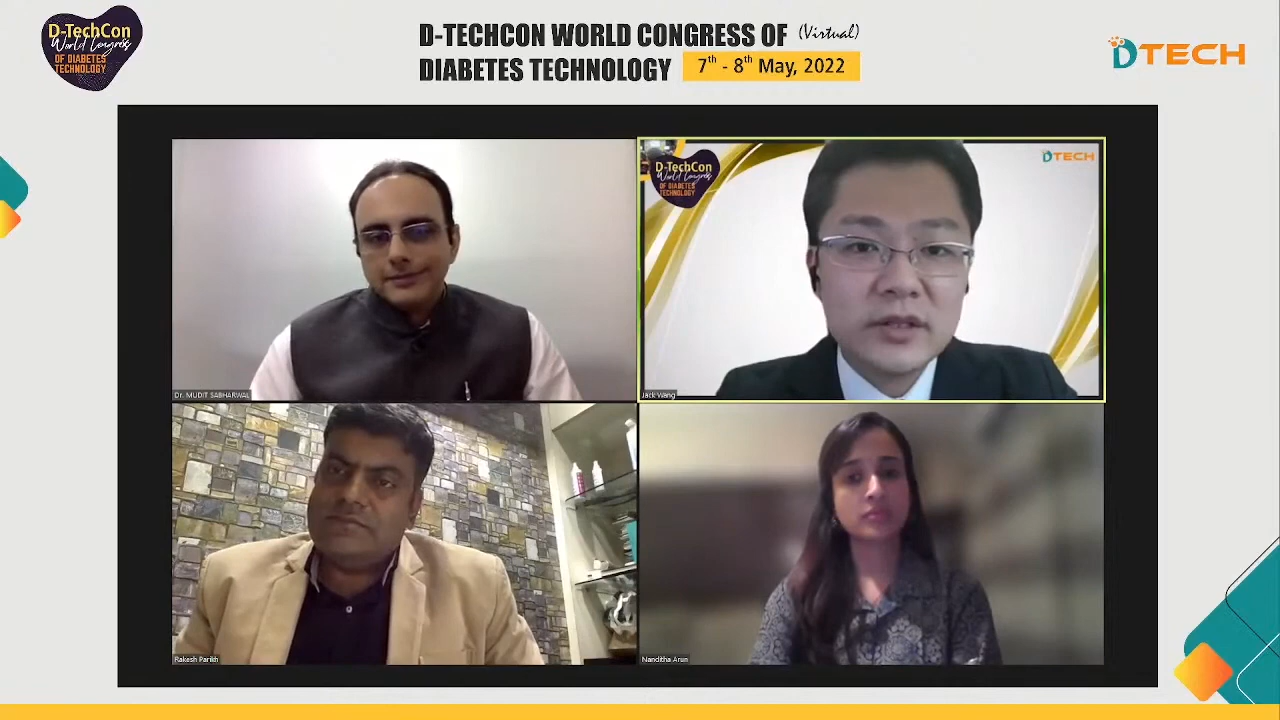 D-TechCon
World Congress
OF DIABETES
TECHNOLOGY
D-TECHCON WORLD CONGRESS OF (Virtual)
DIABETES TECHNOLOGY 7th - 8th May, 2022
DTECH
D-TechCon
World Congress
OF DIABETES
TECHNOLOGY
DTECH
Dr. MUDIT SABHARWAL
Jack Wang
Rakesh Parikh
Nanditha Arun